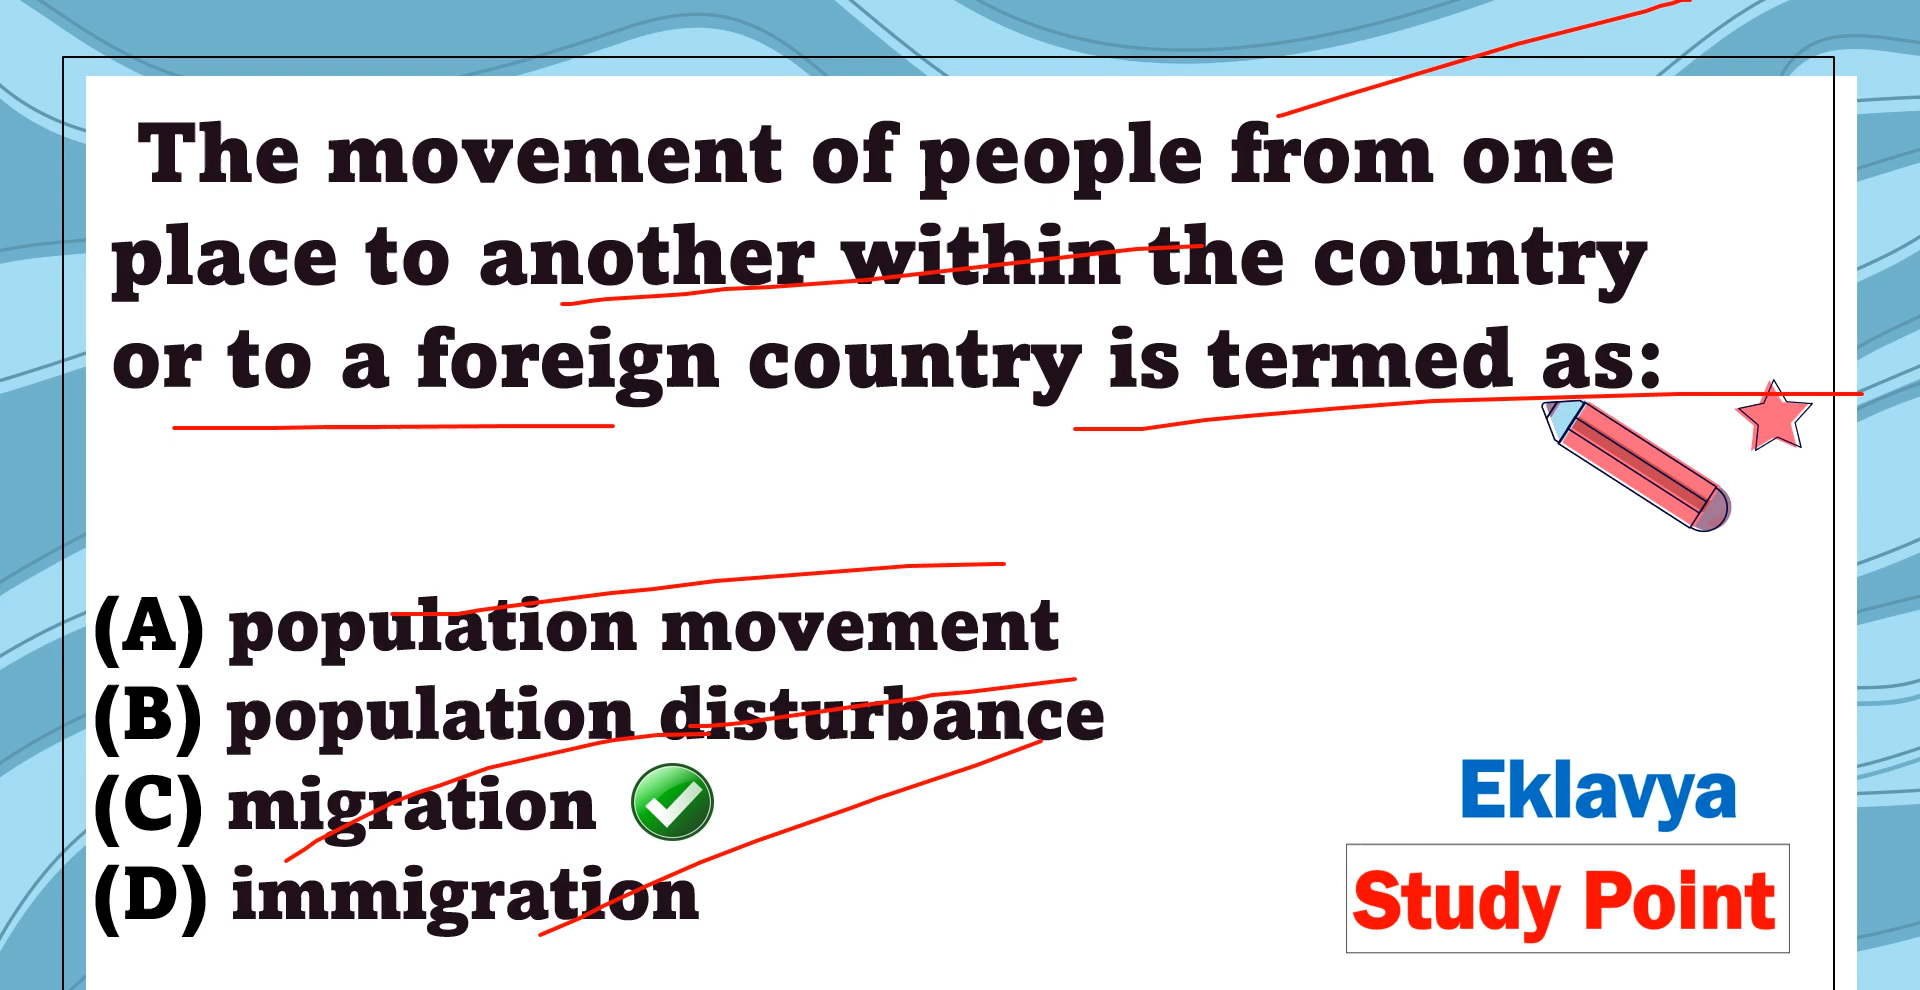 The movement of people from one
place to another within the country
or to a foreign country is termed as:
(A) population movement
(B) population disturbance
(C) migration
(D) immigration
Eklavya
Study Point